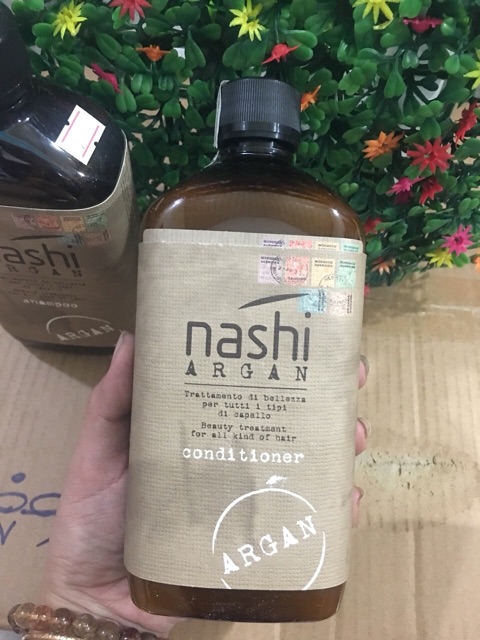 nashi
ARGAN
Trattamento di bellezza
per tutti i tipi
di capello
Beauty treatment
for all kind of hair
conditioner
ARGAN
nashi
ARGAN
shampoo
ARGAN